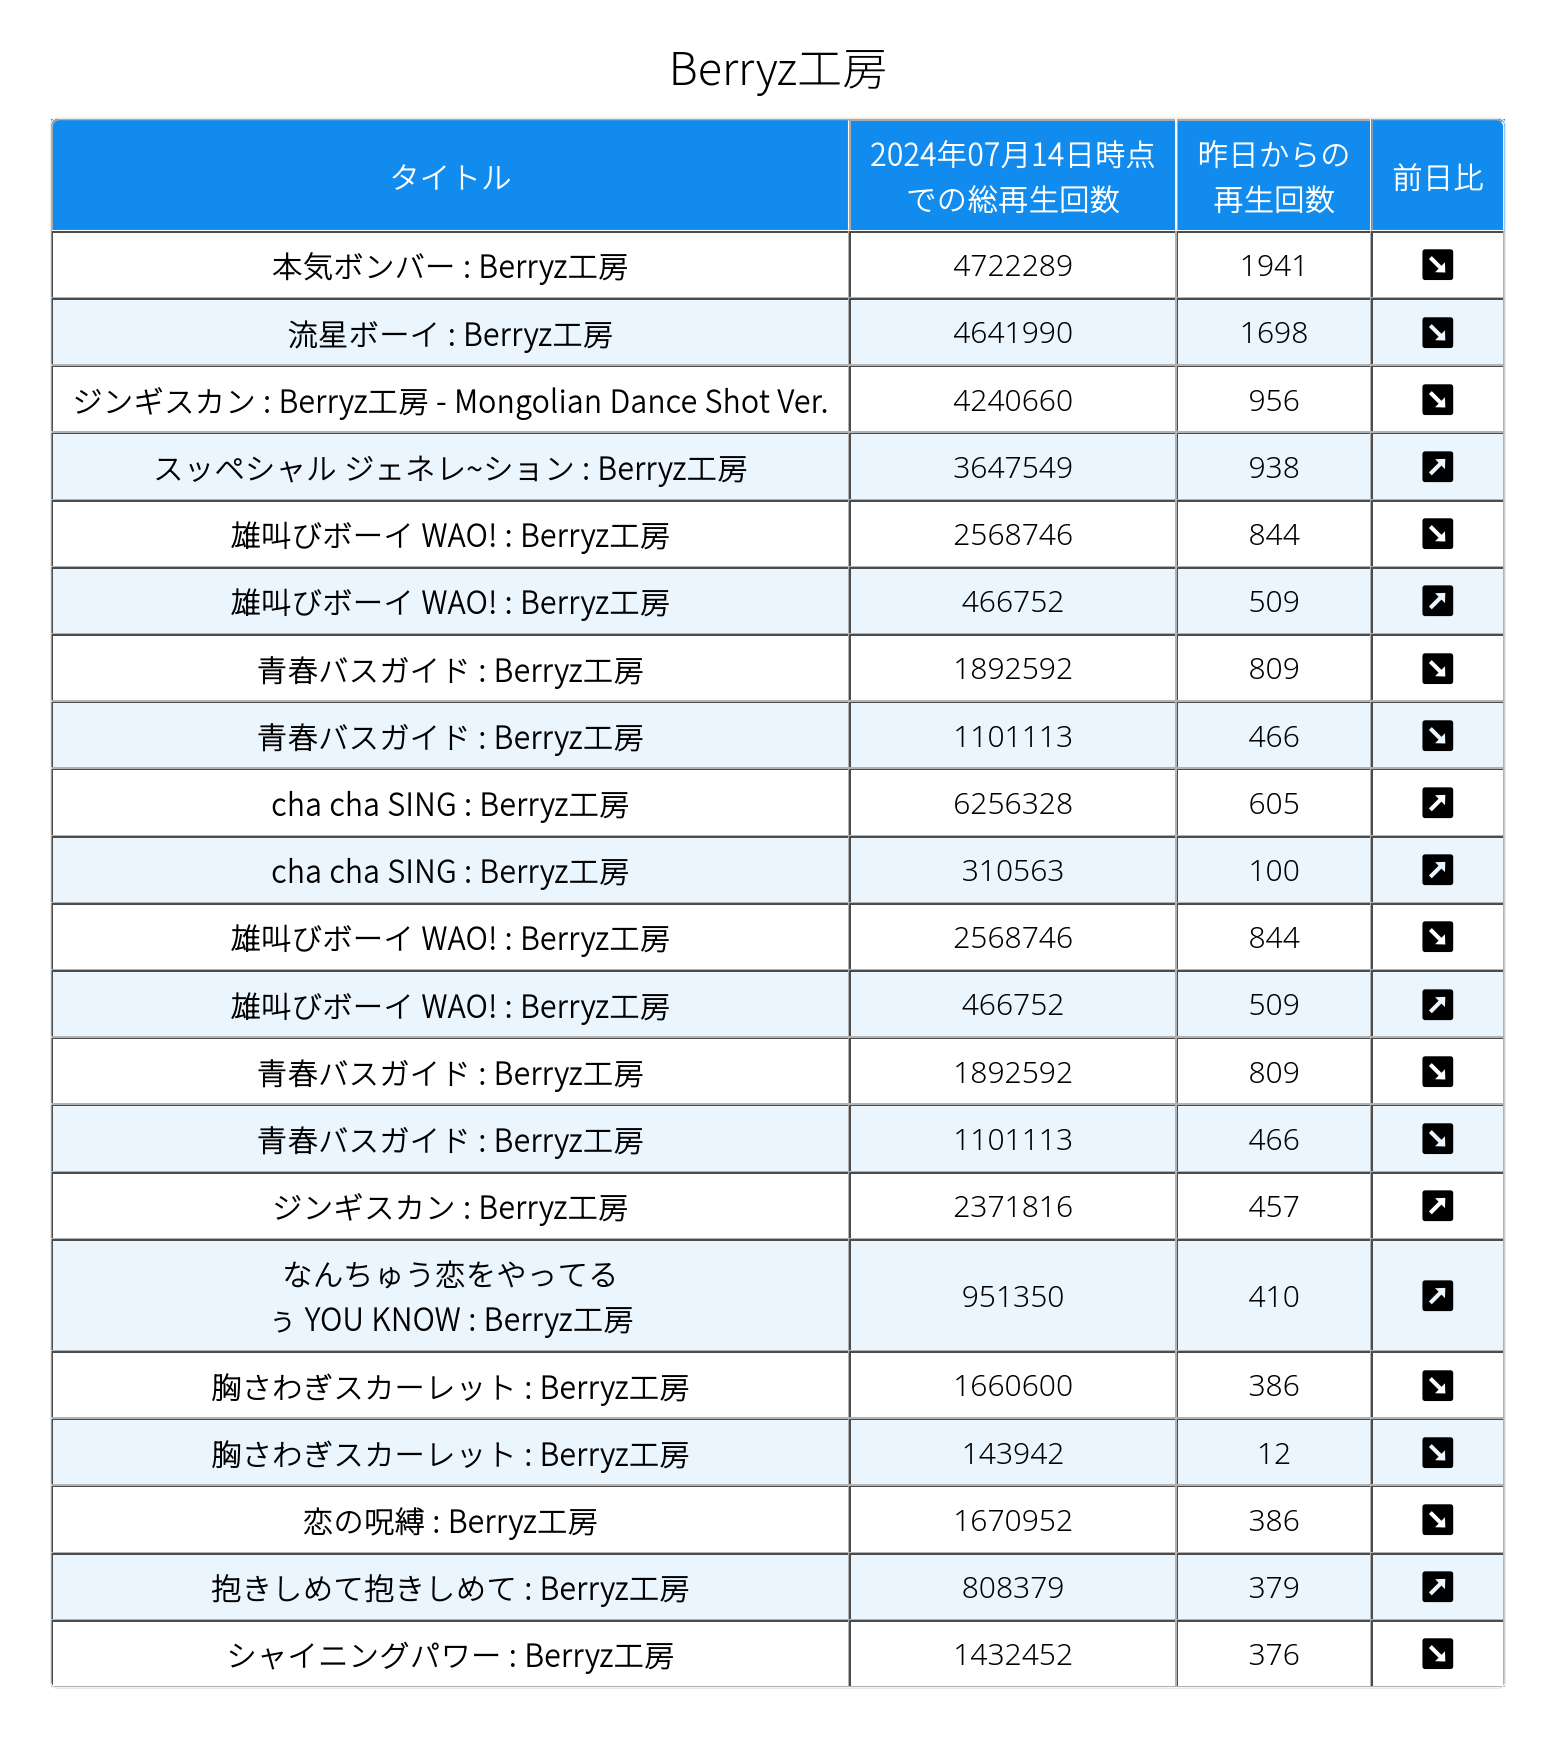 Berryz工房
タイトル 2024年07月14日時点 昨日からの 前日比
での総再生回数 再生回数
本気ボンバー : Berryz工房 4722289 1941 ↘
流星ボーイ : Berryz工房 4641990 1698 ↘
ジンギスカン : Berryz工房 - Mongolian Dance Shot Ver. 4240660 956 ↘
スッペシャル ジェネレ~ション : Berryz工房 3647549 938 ↗
雄叫びボーイ WAO! : Berryz工房 2568746 844 ↘
雄叫びボーイ WAO! : Berryz工房 466752 509 ↗
青春バスガイド : Berryz工房 1892592 809 ↘
青春バスガイド : Berryz工房 1101113 466 ↘
cha cha SING : Berryz工房 6256328 605 ↗
cha cha SING : Berryz工房 310563 100 ↗
雄叫びボーイ WAO! : Berryz工房 2568746 844 ↘
雄叫びボーイ WAO! : Berryz工房 466752 509 ↗
青春バスガイド : Berryz工房 1892592 809 ↘
青春バスガイド : Berryz工房 1101113 466 ↘
ジンギスカン : Berryz工房 2371816 457 ↗
なんちゅう恋をやってる
ぅ YOU KNOW : Berryz工房 951350 410 ↗
胸さわぎスカーレット : Berryz工房 1660600 386 ↘
胸さわぎスカーレット : Berryz工房 143942 12 ↘
恋の呪縛 : Berryz工房 1670952 386 ↘
抱きしめて抱きしめて : Berryz工房 808379 379 ↗
シャイニングパワー : Berryz工房 1432452 376 ↘